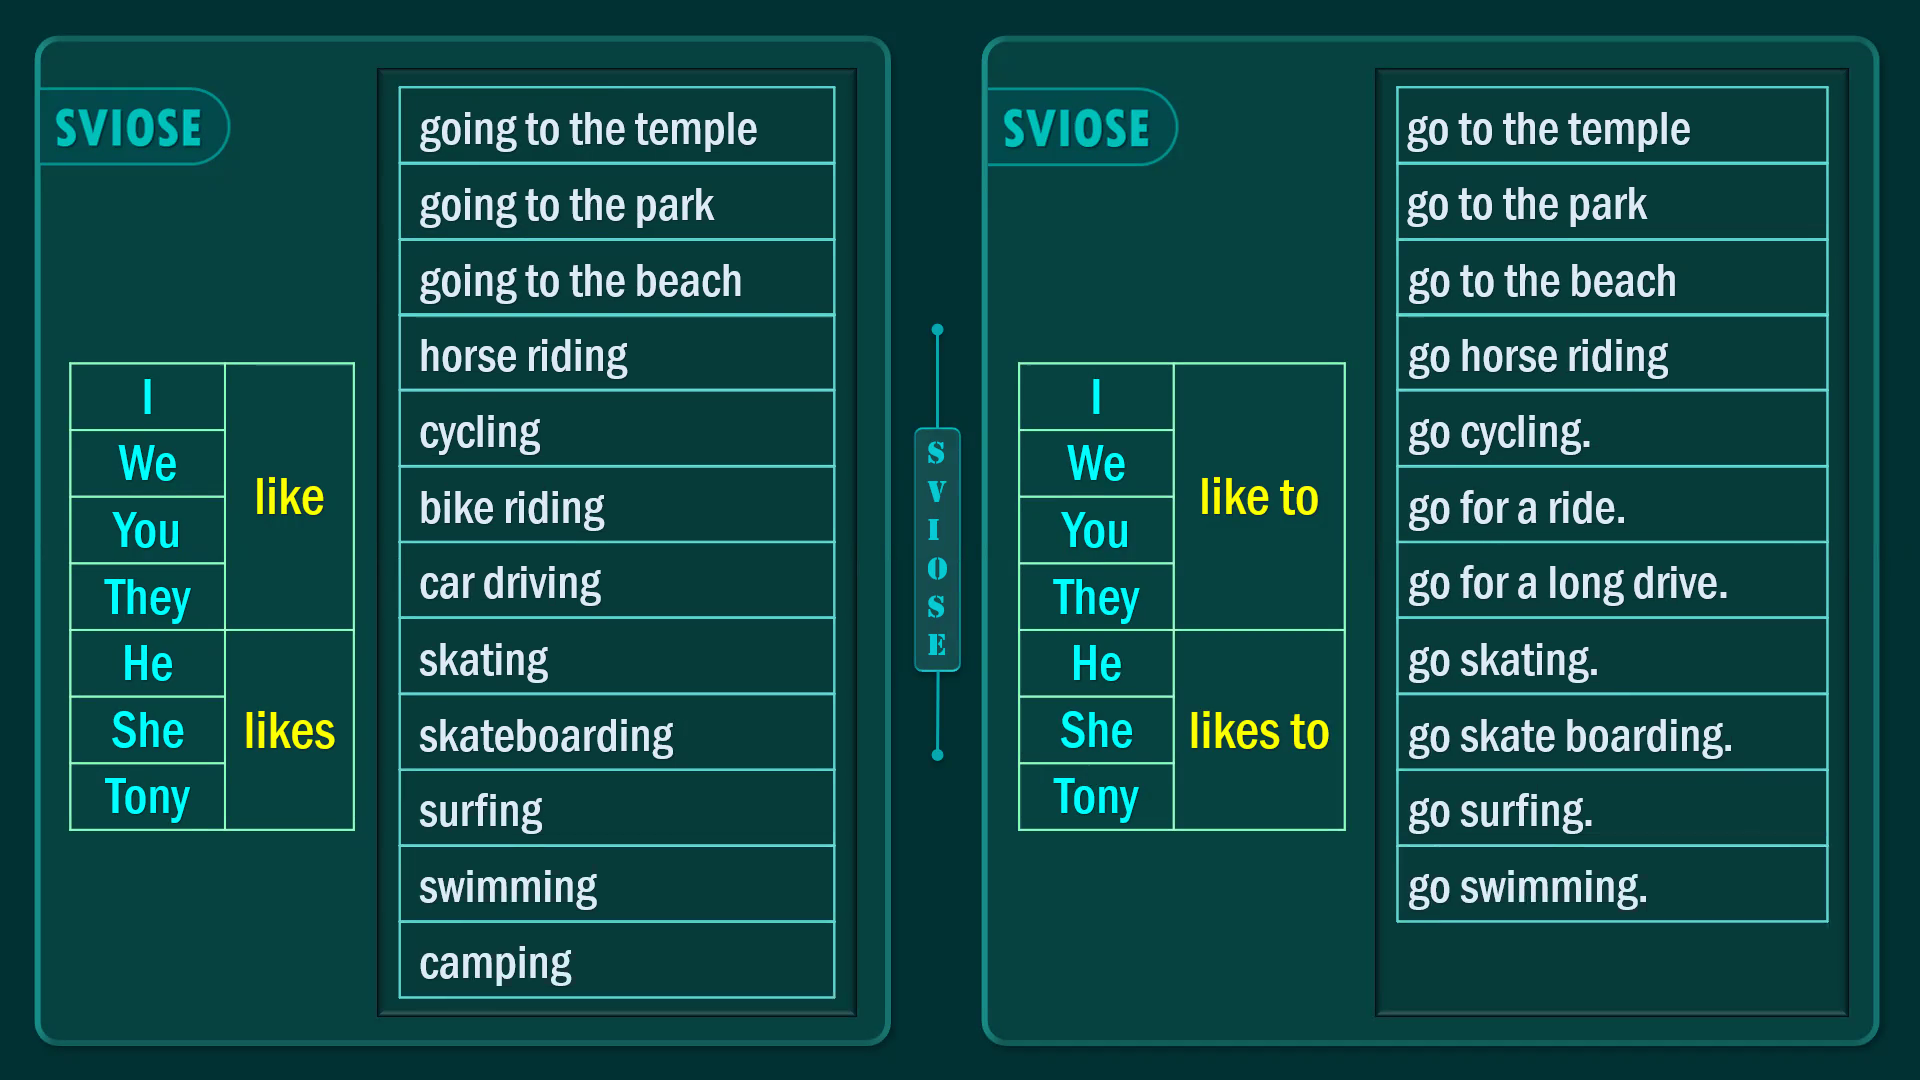 SVIOSE
I
We
You
They
like
He
She
Tony
likes
going to the temple
going to the park
going to the beach
horse riding
cycling
bike riding
car driving
skating
skateboarding
surfing
swimming
camping
SVIOSE
SVIOSE
I
We
You
They
like to
He
She
Tony
likes to
go to the temple
go to the park
go to the beach
go horse riding
go cycling.
go for a ride.
go for a long drive.
go skating.
go skate boarding.
go surfing.
go swimming.